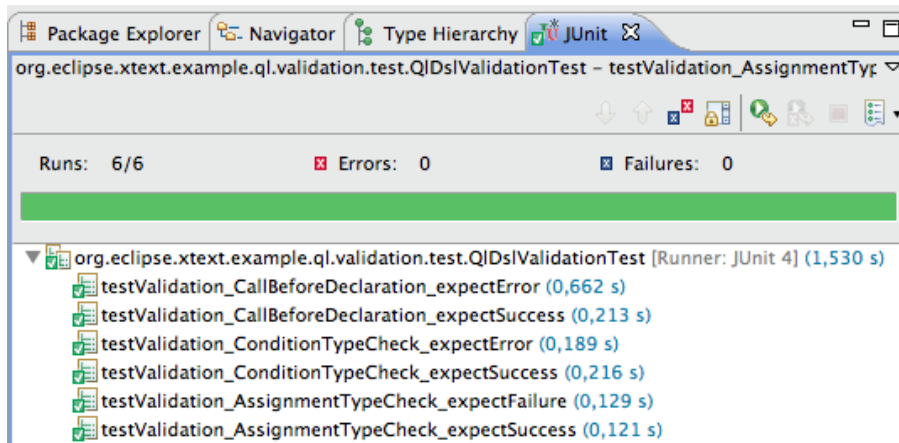 Package Explorer Navigator Type Hierarchy JUnit
org.eclipse.xtext.example.ql.validation.test.QlDslValidationTest – testValidation_AssignmentTyp
Runs: 6/6 Errors: 0 Failures: 0
org.eclipse.xtext.example.ql.validation.test.QlDslValidationTest [Runner: JUnit 4] (1,530 s)
testValidation_CallBeforeDeclaration_expectError (0,662 s)
testValidation_CallBeforeDeclaration_expectSuccess (0,213 s)
testValidation_ConditionTypeCheck_expectError (0,189 s)
testValidation_ConditionTypeCheck_expectSuccess (0,216 s)
testValidation_AssignmentTypeCheck_expectFailure (0,129 s)
testValidation_AssignmentTypeCheck_expectSuccess (0,121 s)